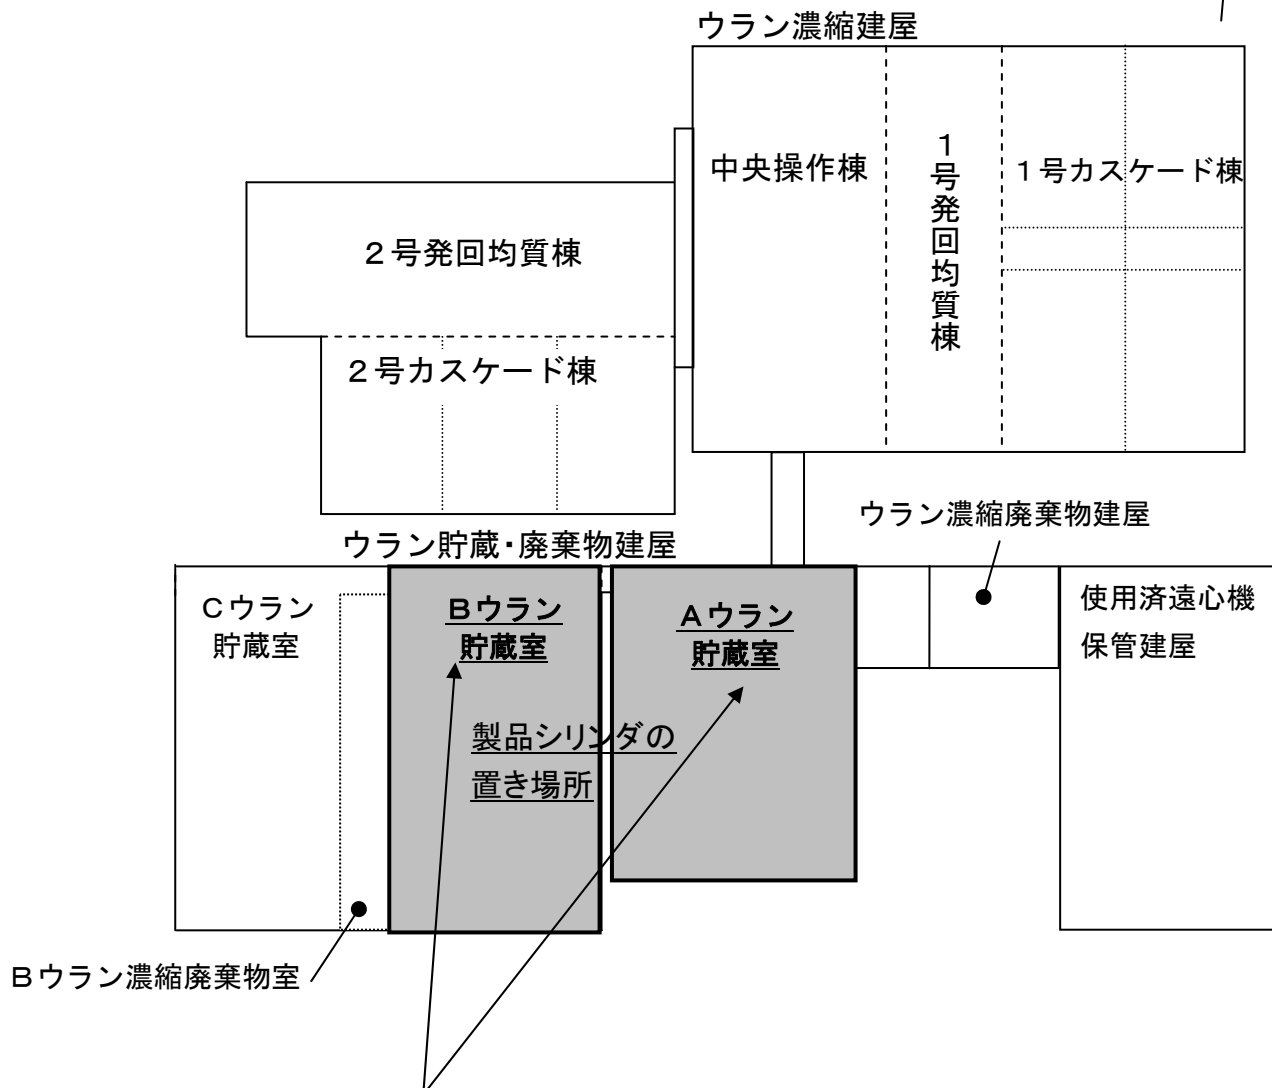 ウラン濃縮建屋
中央操作棟
1号発回均質棟
1号カスケード棟
2号発回均質棟
2号カスケード棟
ウラン濃縮廃棄物建屋
ウラン貯蔵・廃棄物建屋
Cウラン
貯蔵室
Bウラン
貯蔵室
Aウラン
貯蔵室
使用済遠心機
保管建屋
製品シリンダの
置き場所
Bウラン濃縮廃棄物室